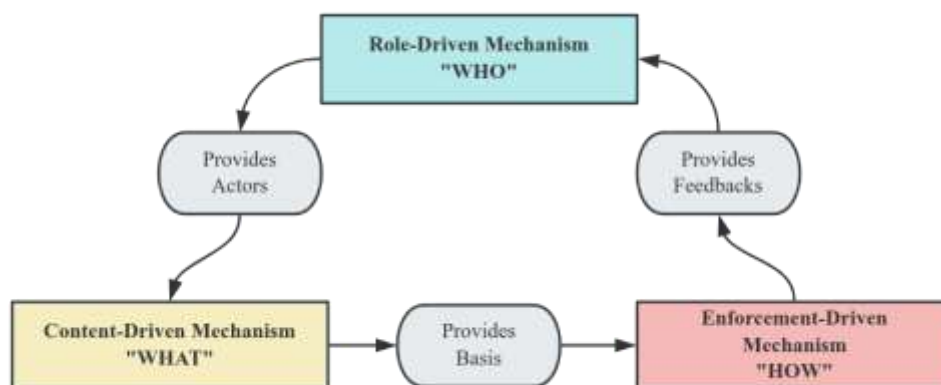 Role-Driven Mechanism
"WHO"
Provides
Actors
Provides
Feedbacks
Content-Driven Mechanism
"WHAT"
Provides
Basis
Enforcement-Driven
Mechanism
"HOW"